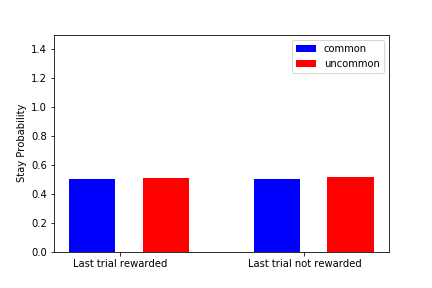 1.4
1.2
1.0
0.8
0.6
0.4
0.2
0.0
Stay Probability
common
uncommon
Last trial rewarded
Last trial not rewarded